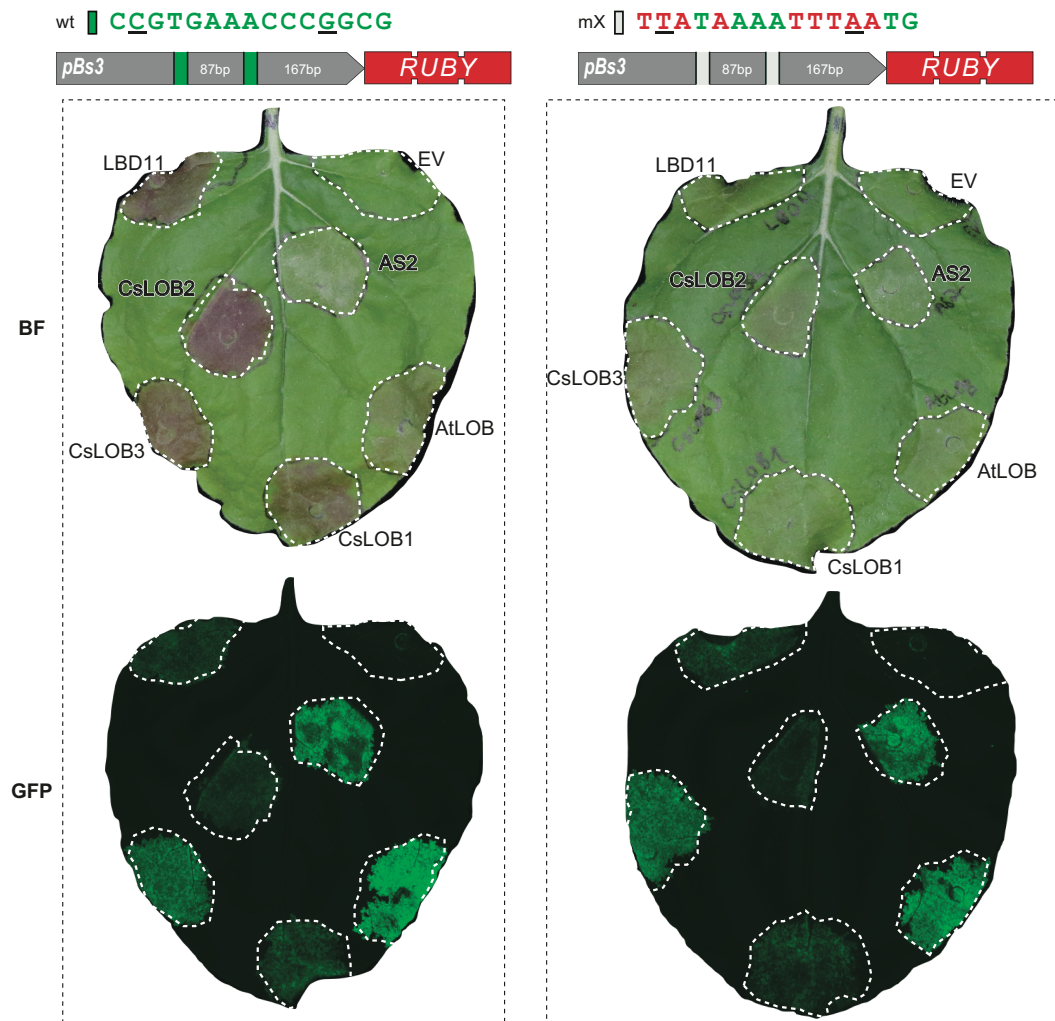 wt CCGTGAAACCCGGCG
pBs3 87bp 167bp RUBY
mX TTATAAAATTTAATG
pBs3 87bp 167bp RUBY
BF
LBD11
EV
AS2
CsLOB2
CsLOB3
AtLOB
CsLOB1
LBD11
EV
AS2
CsLOB2
CsLOB3
AtLOB
CsLOB1
CsLOB1
GFP